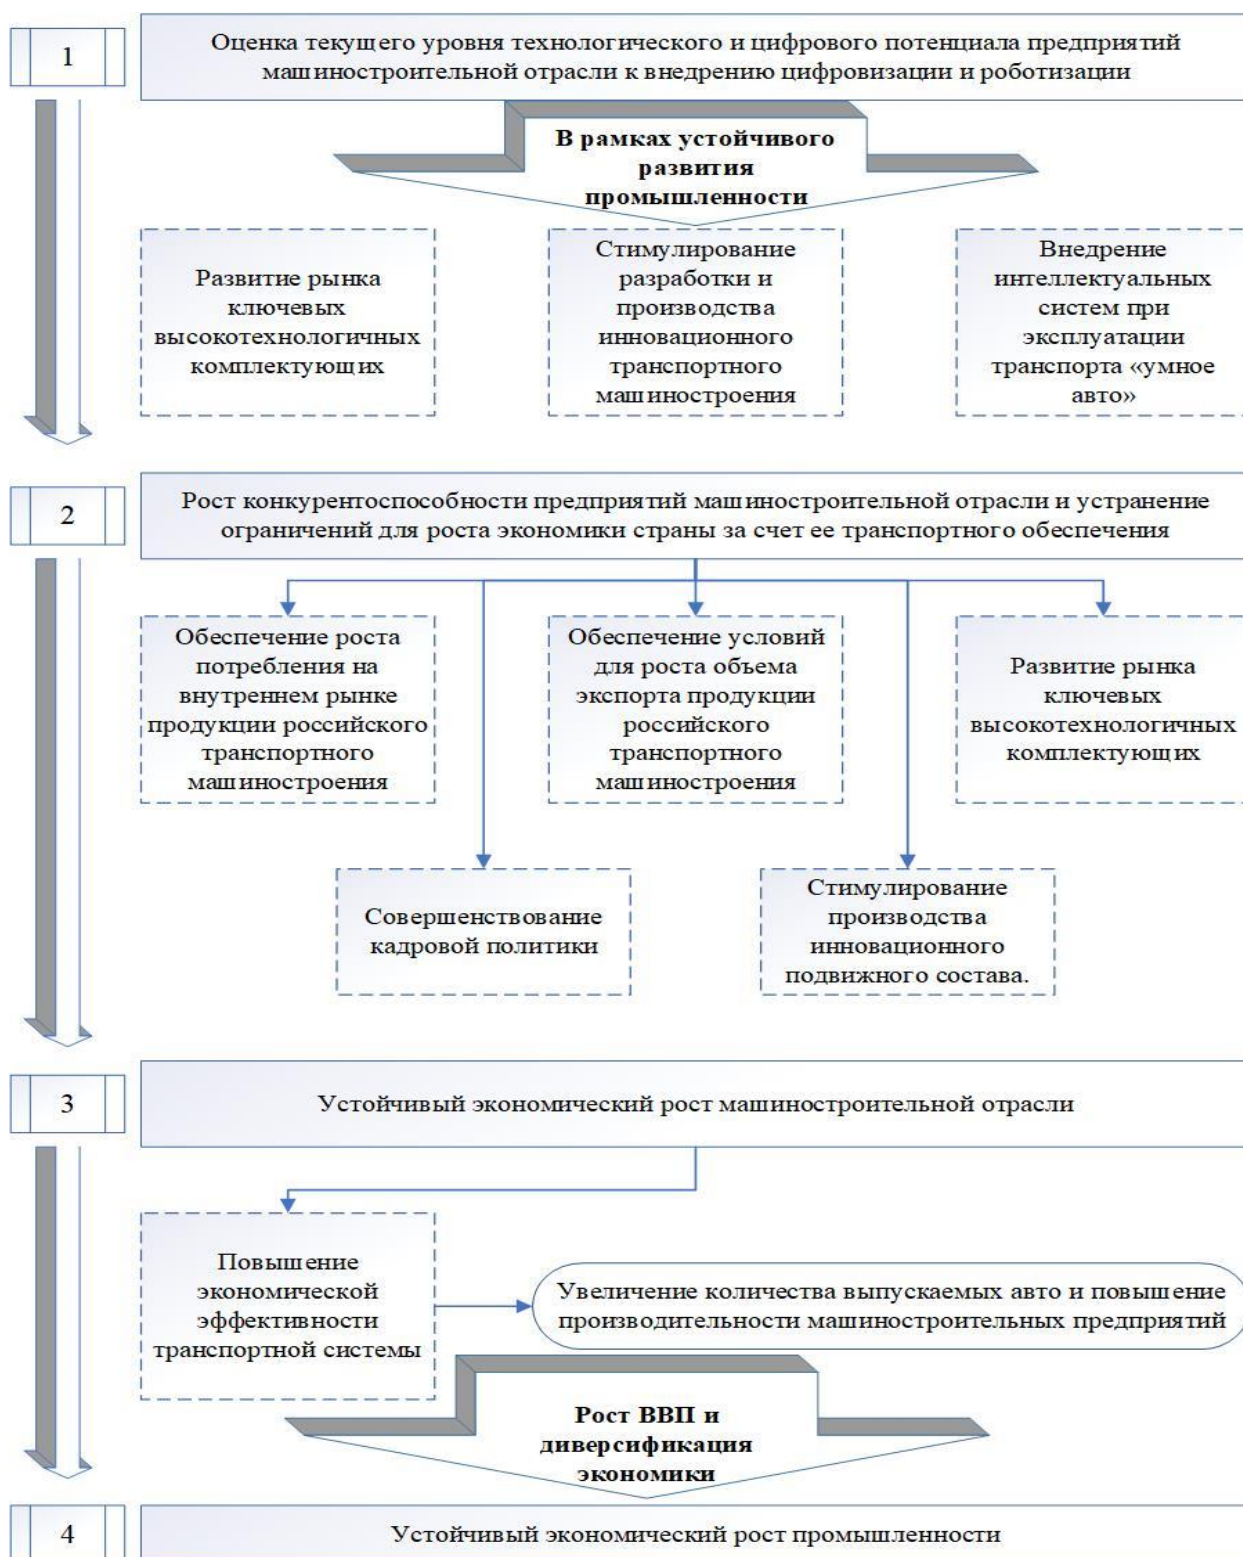 1
Оценка текущего уровня технологического и цифрового потенциала предприятий
машиностроительной отрасли к внедрению цифровизации и роботизации
В рамках устойчивого
развития
промышленности
Развитие рынка
ключевых
высокотехнологичных
комплектующих
Стимулирование
разработки и
производства
инновационного
транспортного
машиностроения
Внедрение
интеллектуальных
систем при
эксплуатации
транспорта «умное
авто»
2
Рост конкурентоспособности предприятий машиностроительной отрасли и устранение
ограничений для роста экономики страны за счет ее транспортного обеспечения
Обеспечение роста
потребления на
внутреннем рынке
продукции российского
транспортного
машиностроения
Обеспечение условий
для роста объема
экспорта продукции
российского
транспортного
машиностроения
Развитие рынка
ключевых
высокотехнологичных
комплектующих
Совершенствование
кадровой политики
Стимулирование
производства
инновационного
подвижного состава.
3
Устойчивый экономический рост машиностроительной отрасли
Повышение
экономической
эффективности
транспортной системы
Увеличение количества выпускаемых авто и повышение
производительности машиностроительных предприятий
Рост ВВП и
диверсификация
экономики
4
Устойчивый экономический рост промышленности